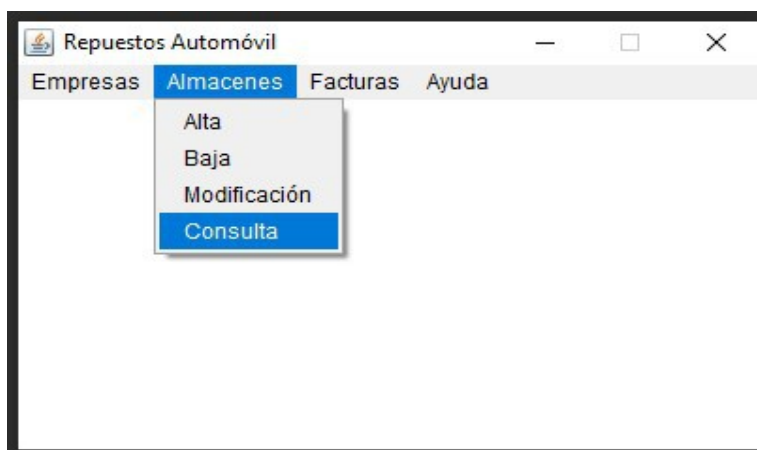 Repuestos Automóvil
Empresas Almacenes Facturas Ayuda
Alta
Baja
Modificación
Consulta